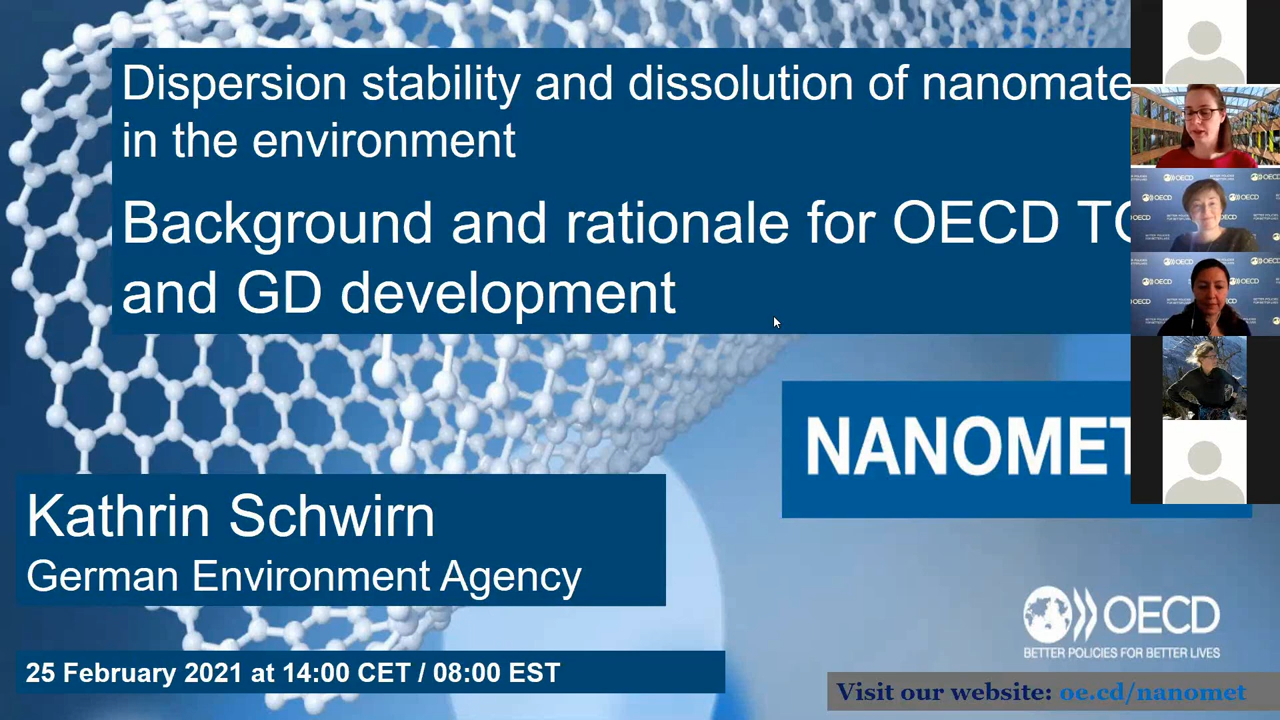 Dispersion stability and dissolution of nanomate
in the environment
Background and rationale for OECD TG
and GD development
NANOMET
Kathrin Schwirn
German Environment Agency
OECD
BETTER POLICIES FOR BETTER LIVES
25 February 2021 at 14:00 CET / 08:00 EST
Visit our website: oe.cd/nanomet